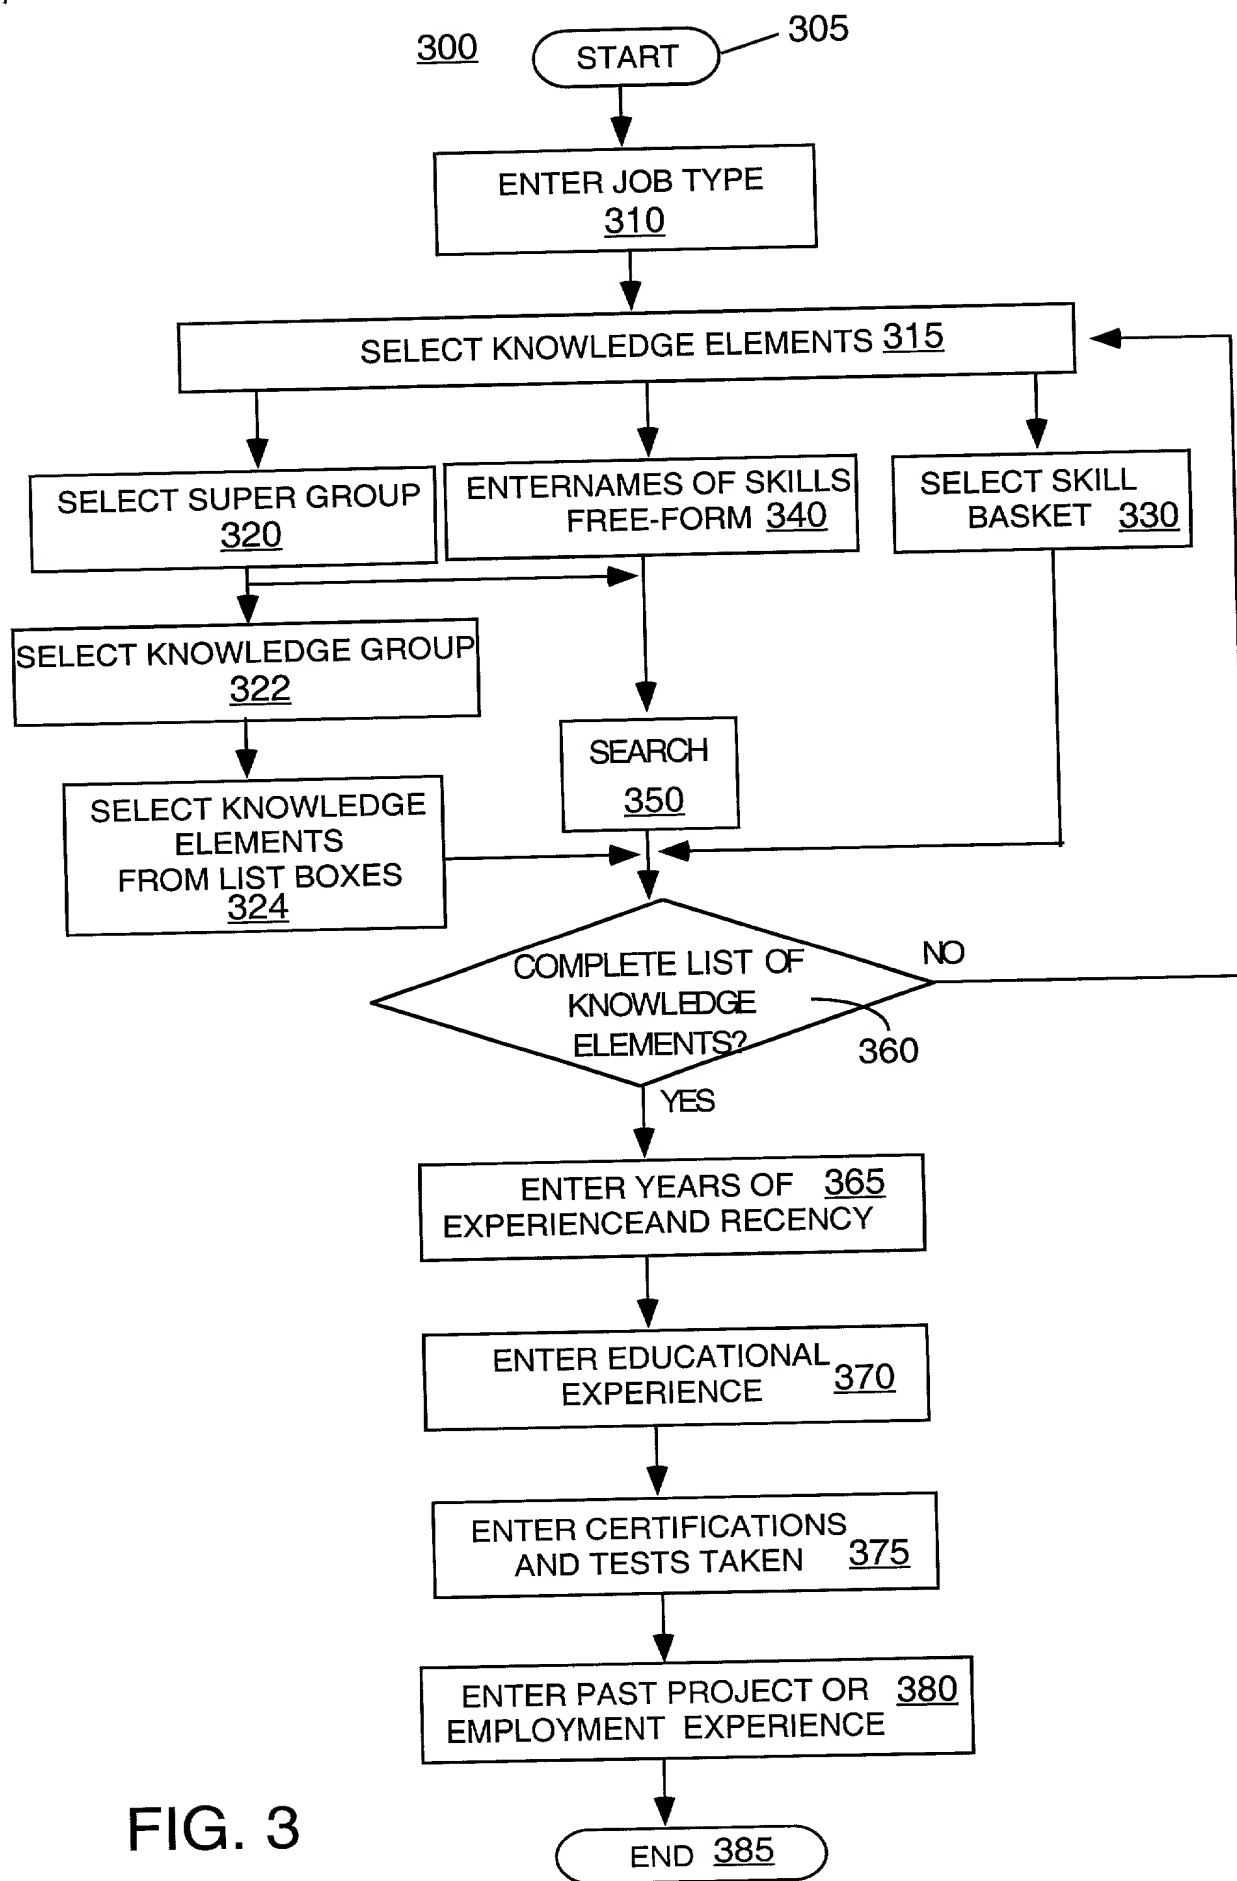 300
START
305
ENTER JOB TYPE
310
SELECT KNOWLEDGE ELEMENTS 315
SELECT SUPER GROUP
320
ENTERNAMES OF SKILLS
FREE-FORM 340
SELECT SKILL
BASKET 330
SELECT KNOWLEDGE GROUP
322
SEARCH
350
SELECT KNOWLEDGE
ELEMENTS
FROM LIST BOXES
324
COMPLETE LIST OF
KNOWLEDGE
ELEMENTS?
NO
360
YES
ENTER YEARS OF 365
EXPERIENCEAND RECENCY
ENTER EDUCATIONAL
EXPERIENCE 370
ENTER CERTIFICATIONS
AND TESTS TAKEN 375
ENTER PAST PROJECT OR 380
EMPLOYMENT EXPERIENCE
FIG. 3
END 385